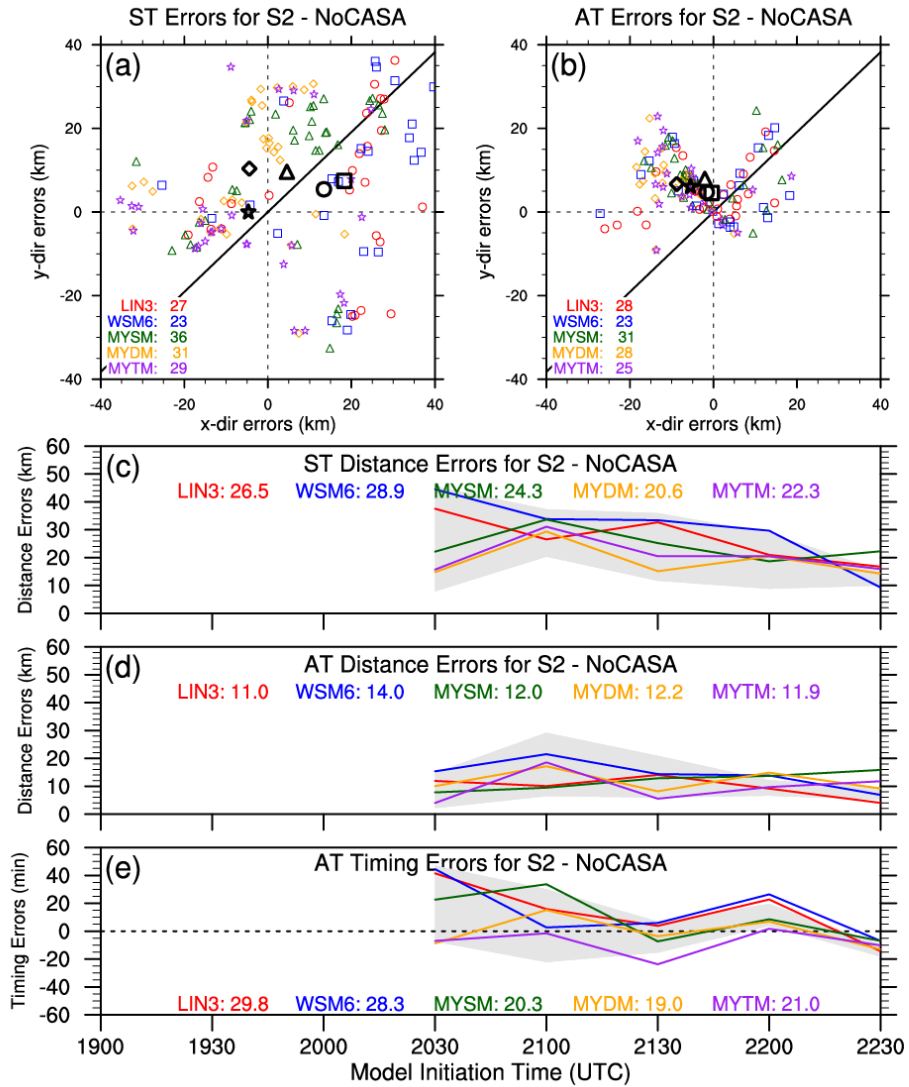 ST Errors for S2 - NoCASA
AT Errors for S2 - NoCASA
(a)
40
20
0
-20
-40
y-dir errors (km)
LIN3: 27
WSM6: 23
MYSM: 36
MYDM: 31
MYTM: 29
-40 -20 0 20 40
x-dir errors (km)
(b)
40
20
0
-20
-40
y-dir errors (km)
LIN3: 28
WSM6: 23
MYSM: 31
MYDM: 28
MYTM: 25
-40 -20 0 20 40
x-dir errors (km)
(c)
ST Distance Errors for S2 - NoCASA
LIN3: 26.5 WSM6: 28.9 MYSM: 24.3 MYDM: 20.6 MYTM: 22.3
60
50
40
30
20
10
0
Distance Errors (km)
(d)
AT Distance Errors for S2 - NoCASA
LIN3: 11.0 WSM6: 14.0 MYSM: 12.0 MYDM: 12.2 MYTM: 11.9
60
50
40
30
20
10
0
Distance Errors (km)
(e)
AT Timing Errors for S2 - NoCASA
60
40
20
0
-20
-40
-60
Timing Errors (min)
LIN3: 29.8 WSM6: 28.3 MYSM: 20.3 MYDM: 19.0 MYTM: 21.0
1900 1930 2000 2030 2100 2130 2200 2230
Model Initiation Time (UTC)